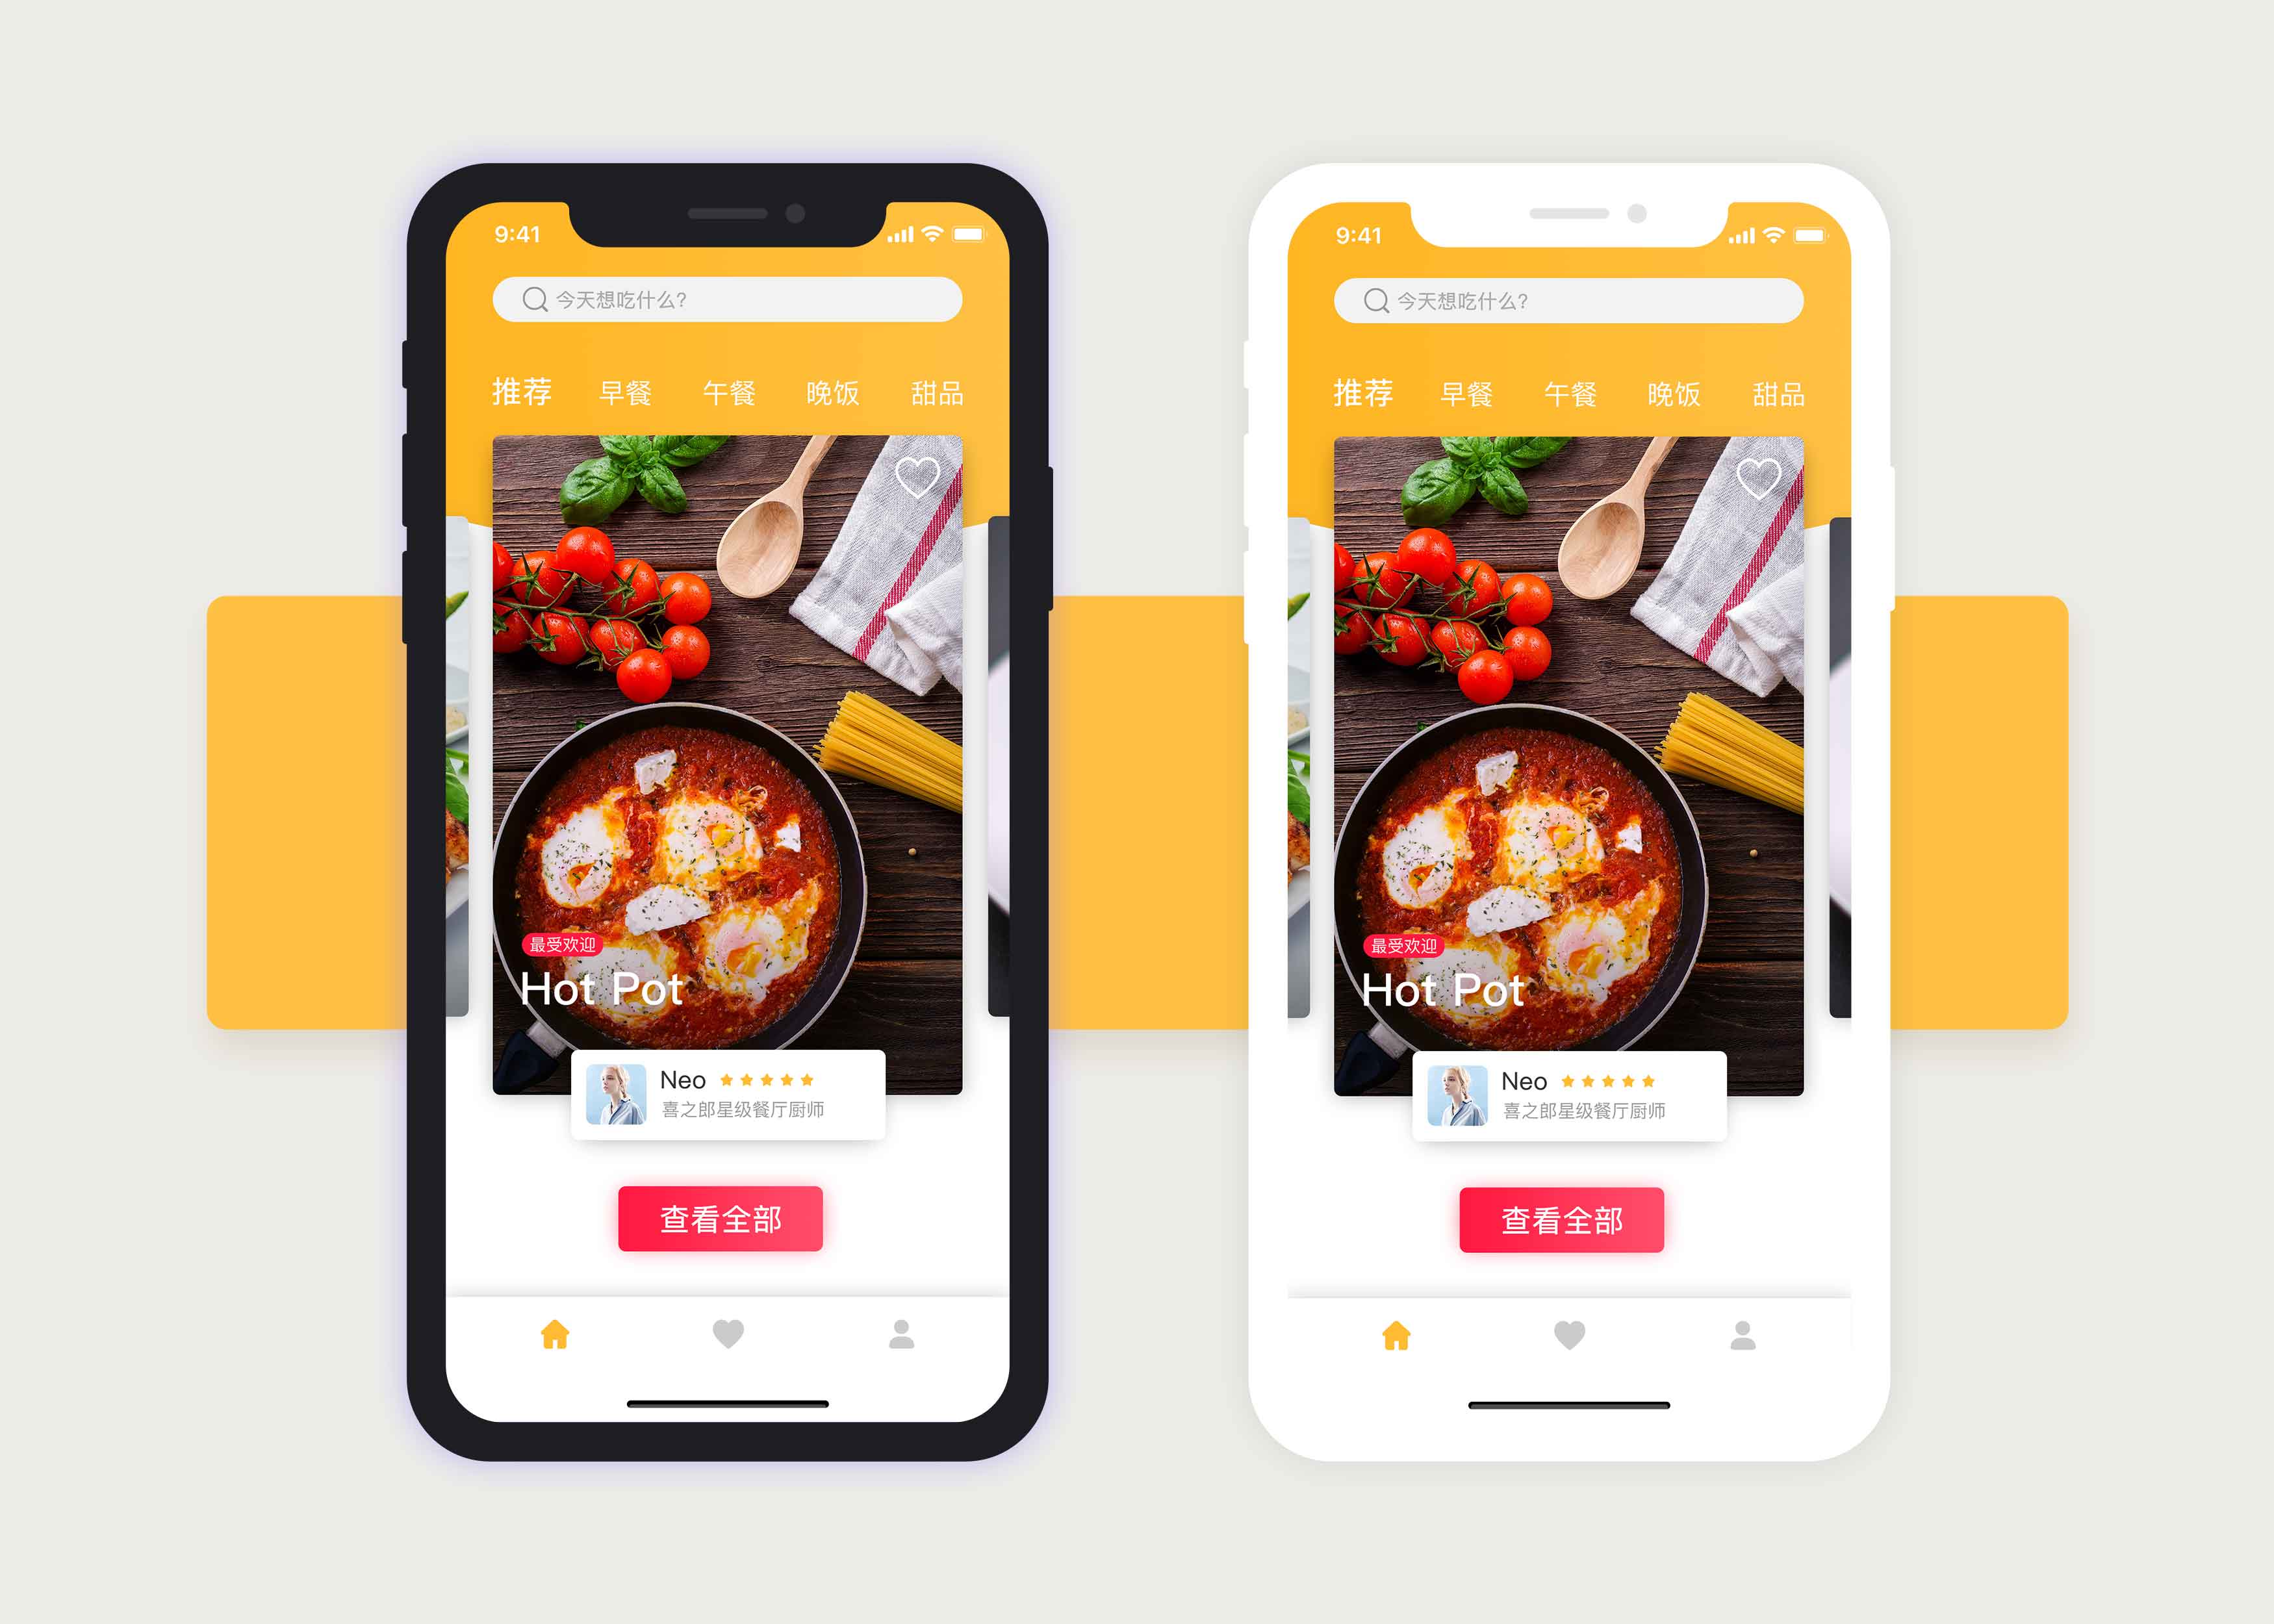 9:41
今天想吃什么?
推荐 早餐 午餐 晚饭 甜品
最受欢迎
Hot Pot
Neo
喜之郎星级餐厅厨师
查看全部
9:41
今天想吃什么?
推荐 早餐 午餐 晚饭 甜品
最受欢迎
Hot Pot
Neo
喜之郎星级餐厅厨师
查看全部